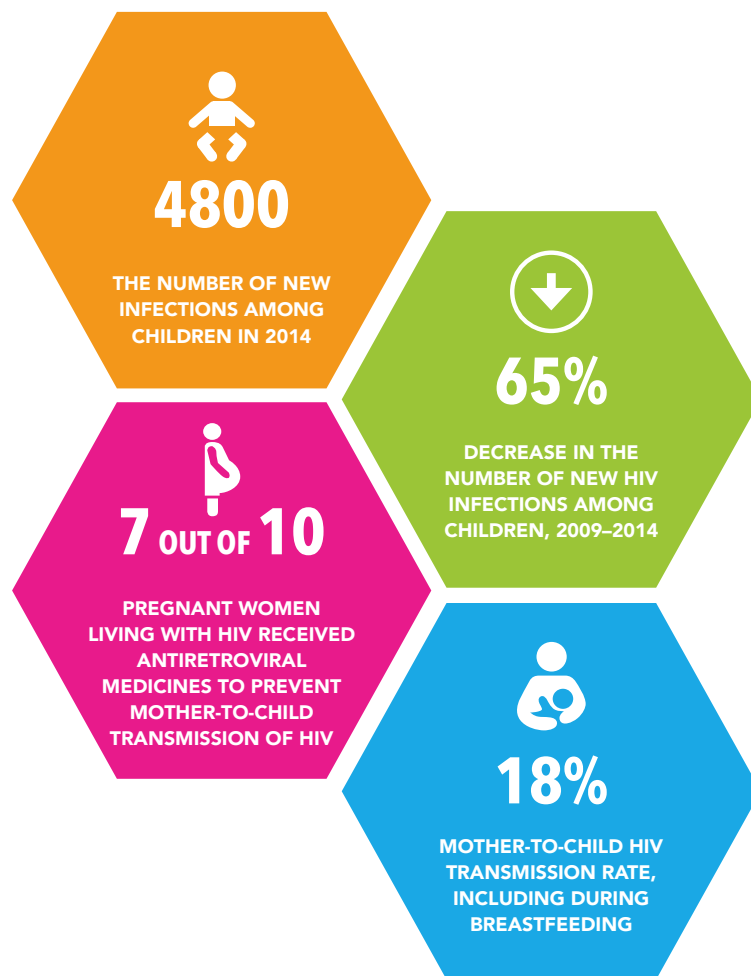 4800
THE NUMBER OF NEW
INFECTIONS AMONG
CHILDREN IN 2014
65%
DECREASE IN THE
NUMBER OF NEW HIV
INFECTIONS AMONG
CHILDREN, 2009–2014
7 OUT OF 10
PREGNANT WOMEN
LIVING WITH HIV RECEIVED
ANTIRETROVIRAL
MEDICINES TO PREVENT
MOTHER-TO-CHILD
TRANSMISSION OF HIV
18%
MOTHER-TO-CHILD HIV
TRANSMISSION RATE,
INCLUDING DURING
BREASTFEEDING